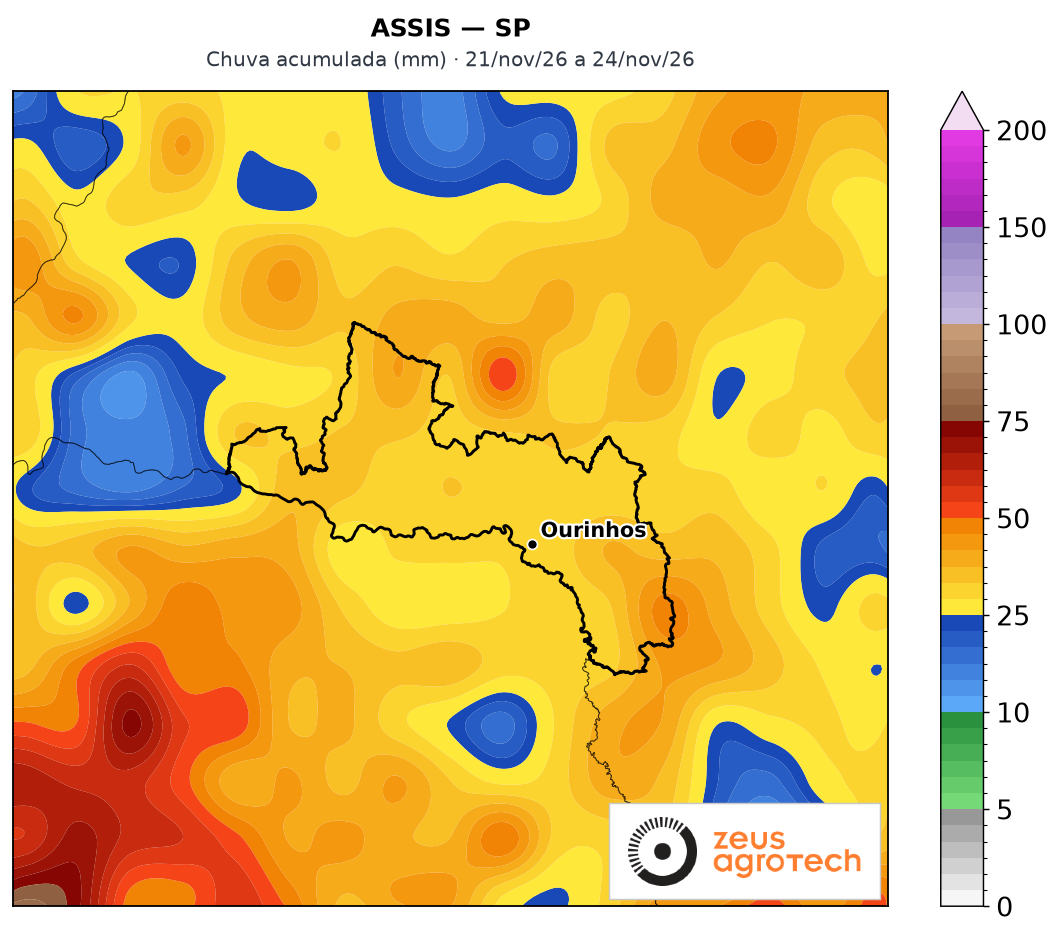 ASSIS — SP
Chuva acumulada (mm) · 21/nov/26 a 24/nov/26
200
150
100
75
50
25
10
5
0
Ourinhos
zeus
agrotech